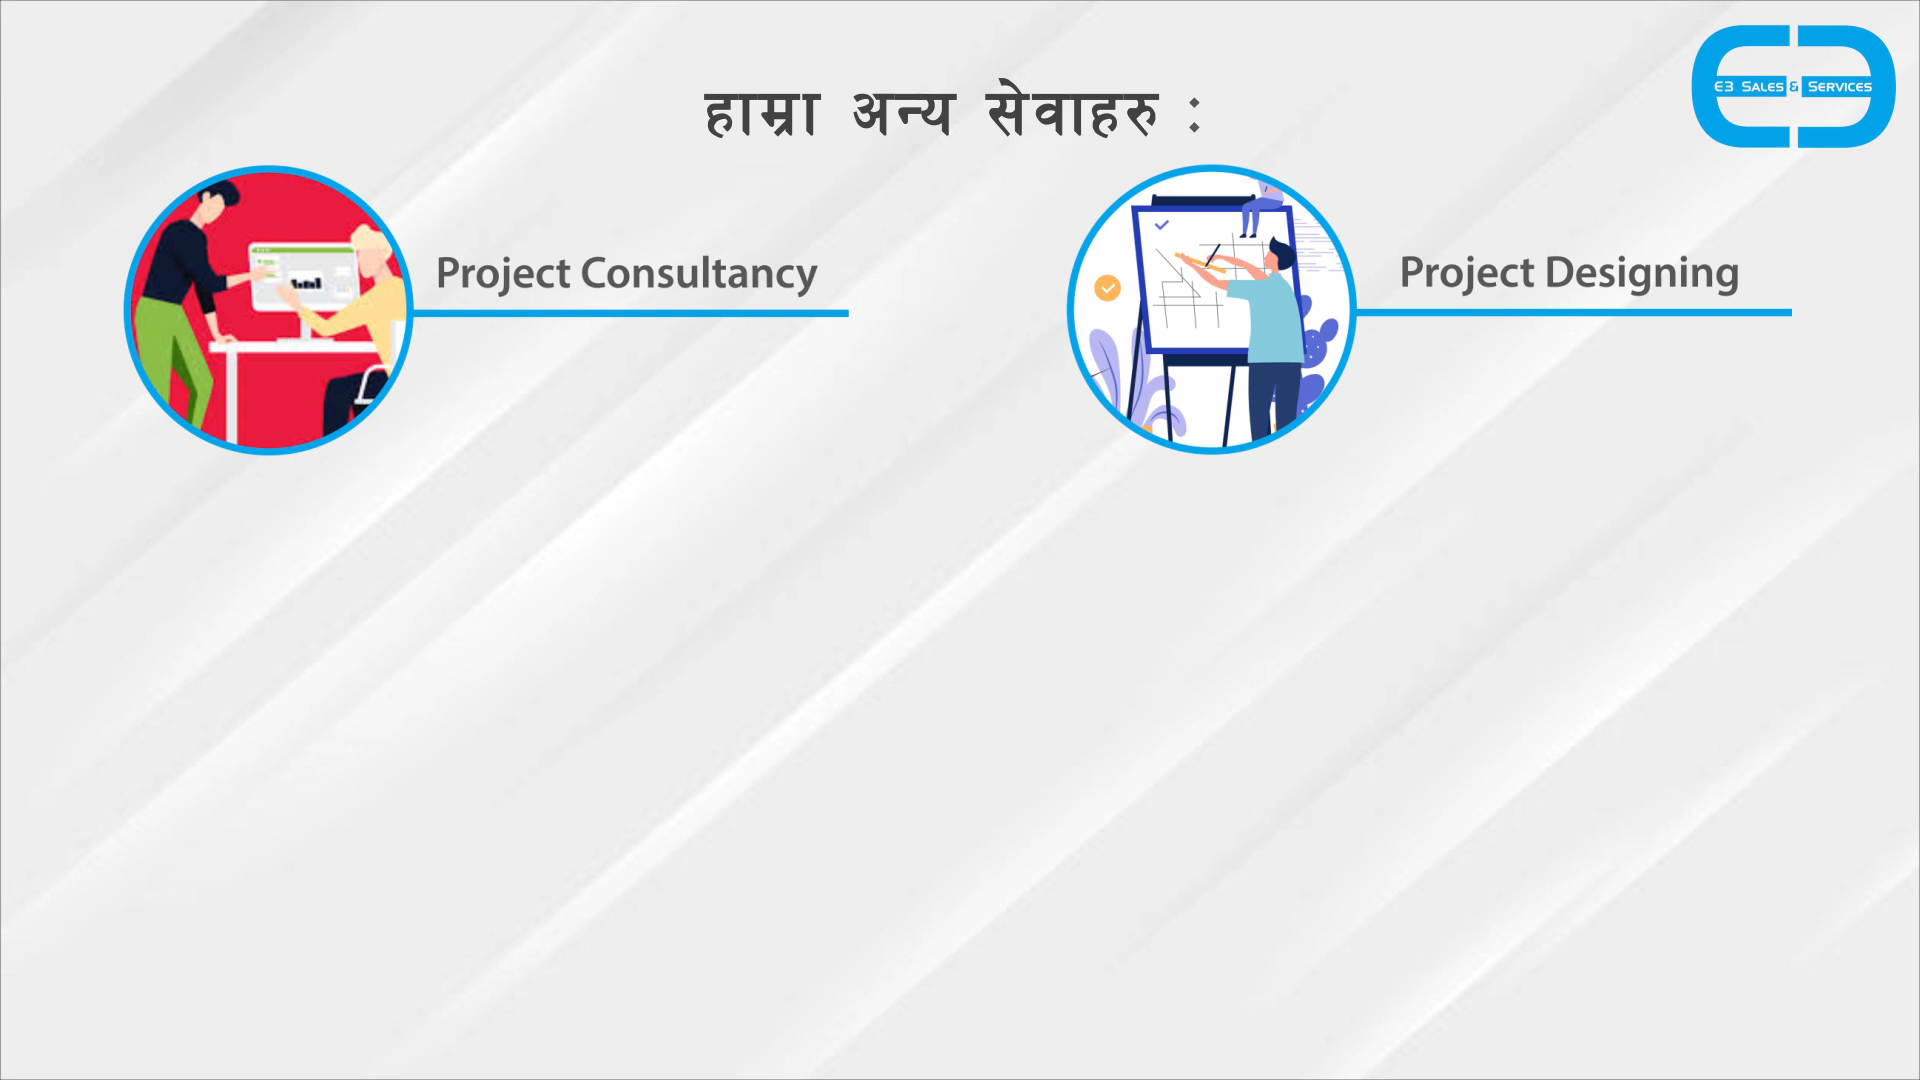 E3 SALES & SERVICES
हाम्रा अन्य सेवाहरु :
Project Consultancy
Project Designing